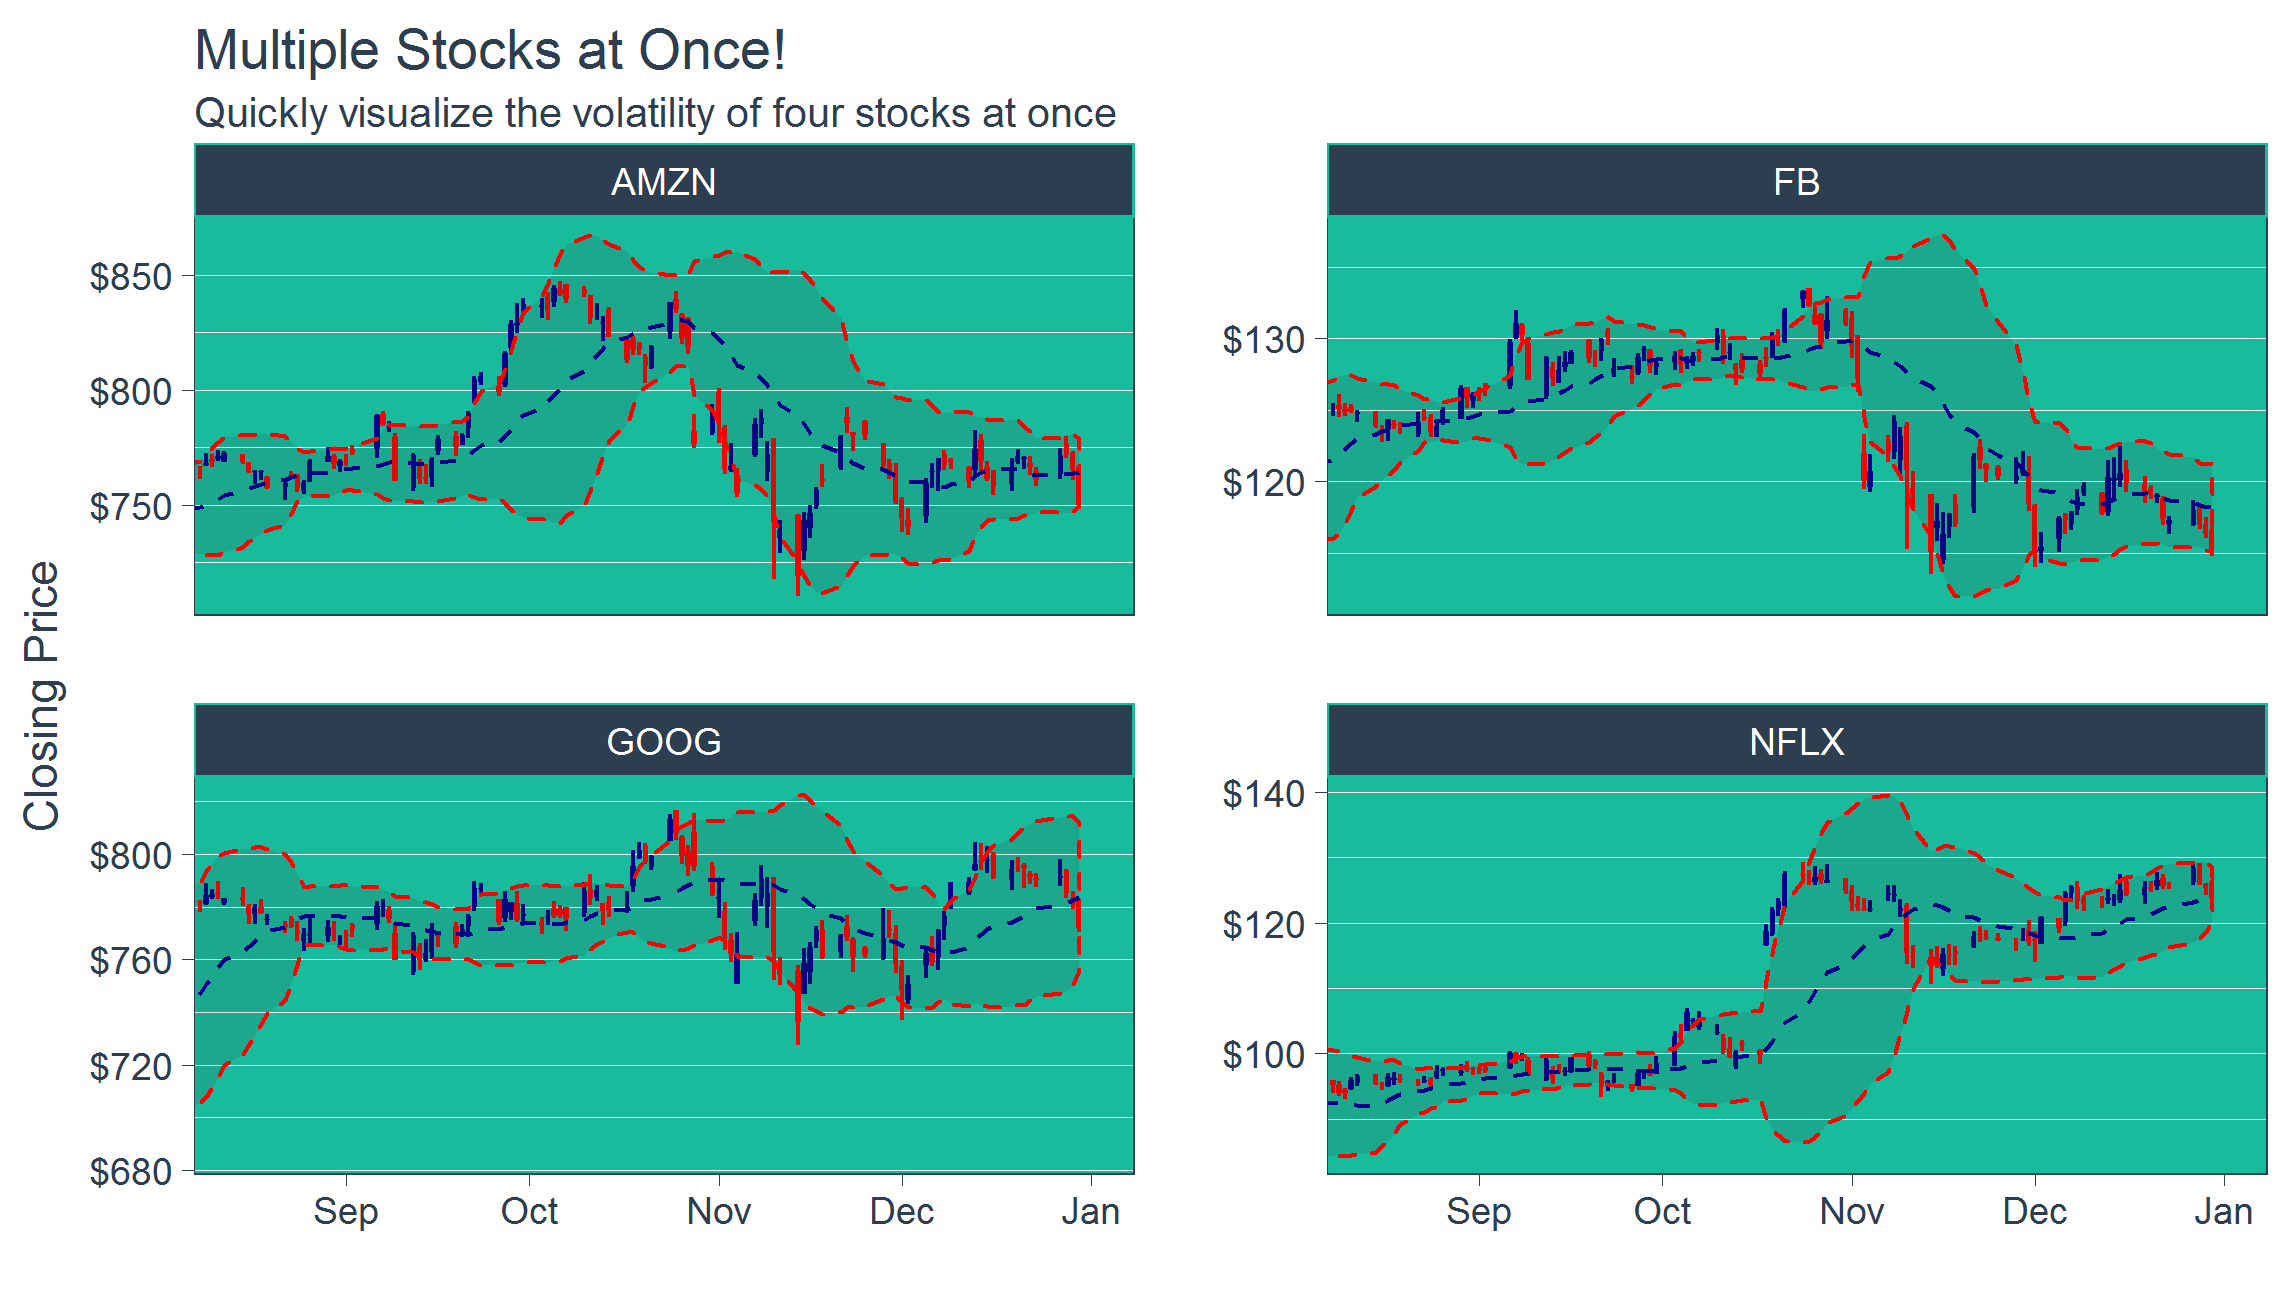 Multiple Stocks at Once!
Quickly visualize the volatility of four stocks at once
Closing Price
AMZN
$850
$800
$750
FB
$130
$120
GOOG
$800
$760
$720
$680
Sep Oct Nov Dec Jan
NFLX
$140
$120
$100
Sep Oct Nov Dec Jan